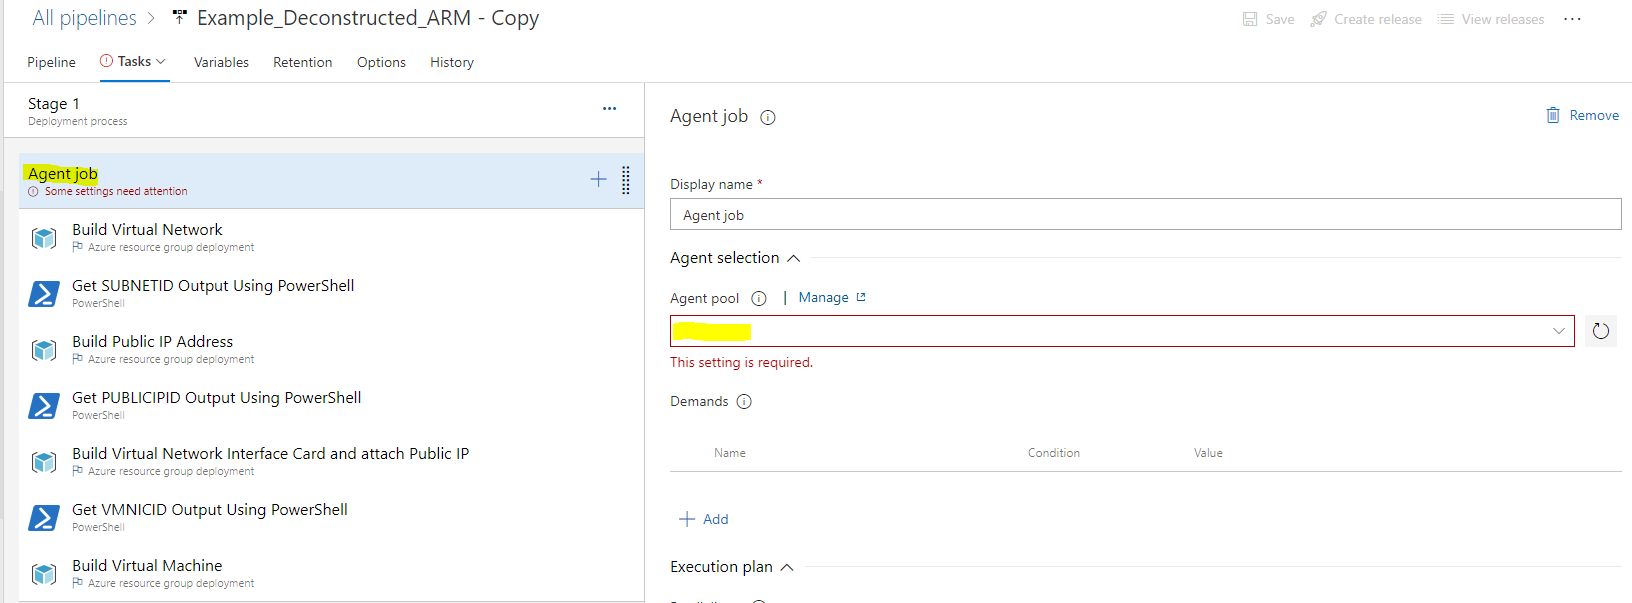 All pipelines > Example_Deconstructed_ARM - Copy
Save Create release View releases ...
Pipeline Tasks Variables Retention Options History
Stage 1
Deployment process
...
Agent job
Some settings need attention
Build Virtual Network
Azure resource group deployment
Get SUBNETID Output Using PowerShell
PowerShell
Build Public IP Address
Azure resource group deployment
Get PUBLICIPID Output Using PowerShell
PowerShell
Build Virtual Network Interface Card and attach Public IP
Azure resource group deployment
Get VMNICID Output Using PowerShell
PowerShell
Build Virtual Machine
Azure resource group deployment
Agent job
Remove
Display name *
Agent job
Agent selection
Agent pool | Manage
This setting is required.
Demands
Name Condition Value
Add
Execution plan